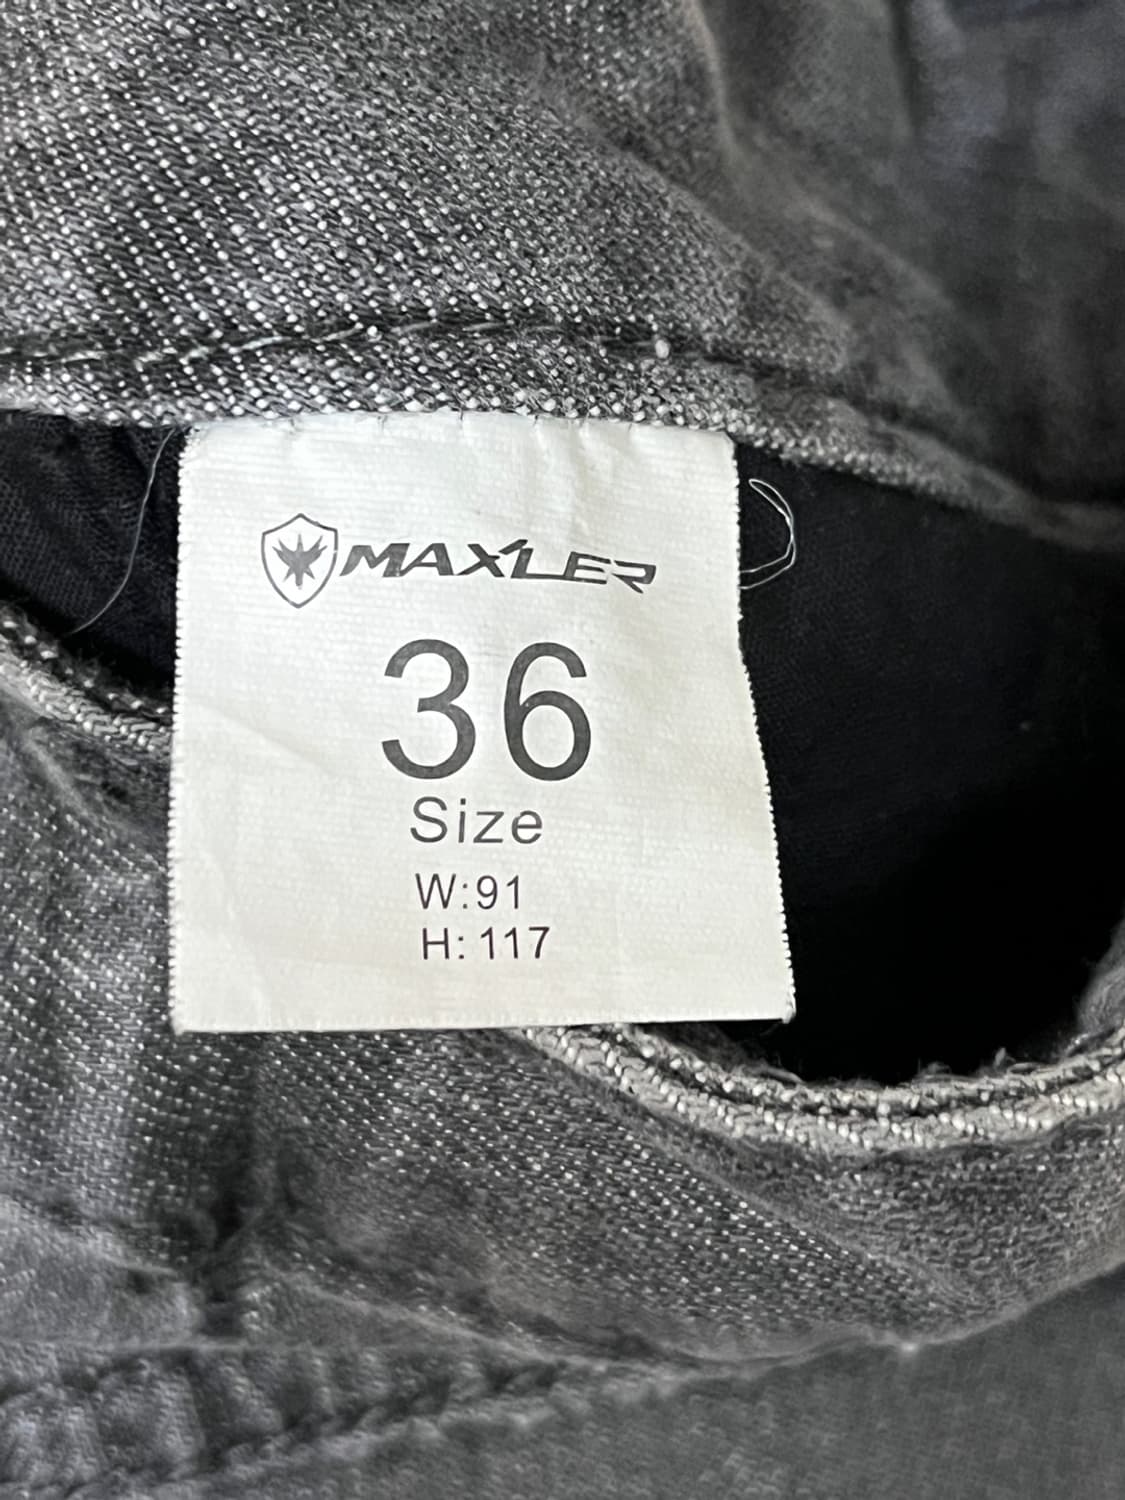 MAXLER
36
Size
W:91
H: 117